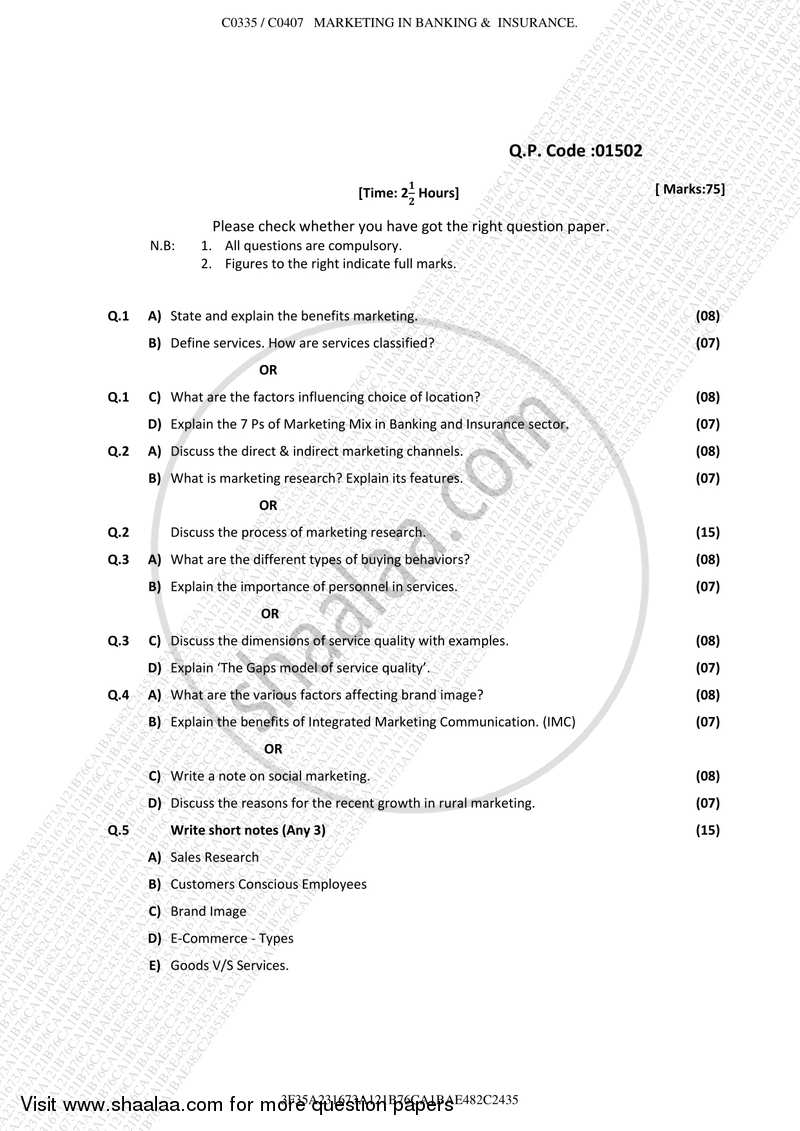 C0335 / C0407 MARKETING IN BANKING & INSURANCE.
Q.P. Code :01502
[Time: 2 1/2 Hours] [ Marks:75]
Please check whether you have got the right question paper.
N.B: 1. All questions are compulsory.
2. Figures to the right indicate full marks.
Q.1 A) State and explain the benefits marketing. (08)
B) Define services. How are services classified? (07)
OR
Q.1 C) What are the factors influencing choice of location? (08)
D) Explain the 7 Ps of Marketing Mix in Banking and Insurance sector. (07)
Q.2 A) Discuss the direct & indirect marketing channels. (08)
B) What is marketing research? Explain its features. (07)
OR
Q.2 Discuss the process of marketing research. (15)
Q.3 A) What are the different types of buying behaviors? (08)
B) Explain the importance of personnel in services. (07)
OR
Q.3 C) Discuss the dimensions of service quality with examples. (08)
D) Explain ‘The Gaps model of service quality’. (07)
Q.4 A) What are the various factors affecting brand image? (08)
B) Explain the benefits of Integrated Marketing Communication. (IMC) (07)
OR
C) Write a note on social marketing. (08)
D) Discuss the reasons for the recent growth in rural marketing. (07)
Q.5 Write short notes (Any 3) (15)
A) Sales Research
B) Customers Conscious Employees
C) Brand Image
D) E-Commerce - Types
E) Goods V/S Services.
shaalaa.com
3F35A231673A121B76CA1BAE482C2435
Visit www.shaalaa.com for more question papers